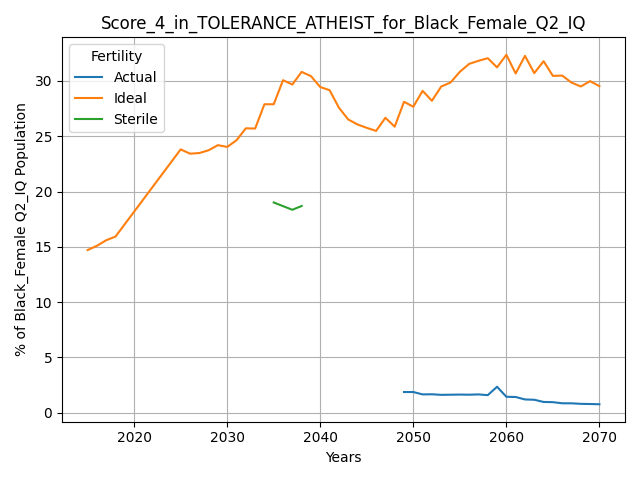 Score_4_in_TOLERANCE_ATHEIST_for_Black_Female_Q2_IQ
Fertility
Actual
Ideal
Sterile
% of Black_Female Q2_IQ Population
30
25
20
15
10
5
0
2020 2030 2040 2050 2060 2070
Years